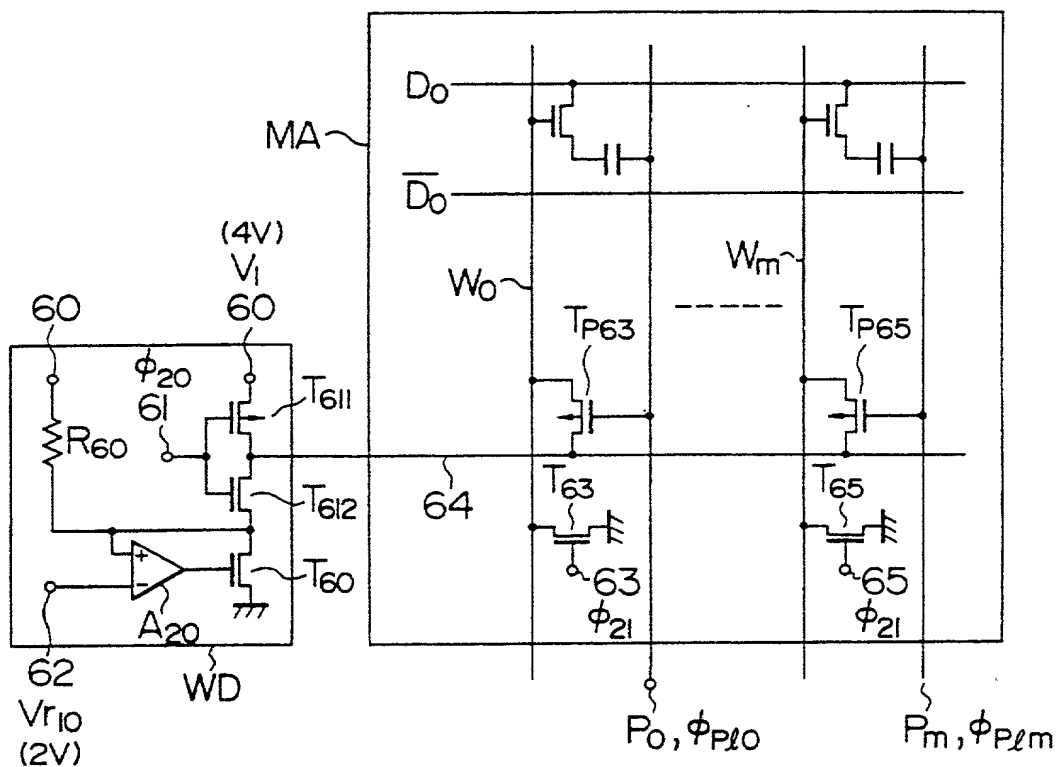 D0
MA
D0
(4V)
V1
W0
Wm
60
60
TP63
TP65
ϕ20
61
T611
R60
T612
64
T63
T65
+
−
T60
A20
63
65
ϕ21
ϕ21
62
WD
Vr10
(2V)
P0, ϕPℓ0
Pm, ϕPℓm